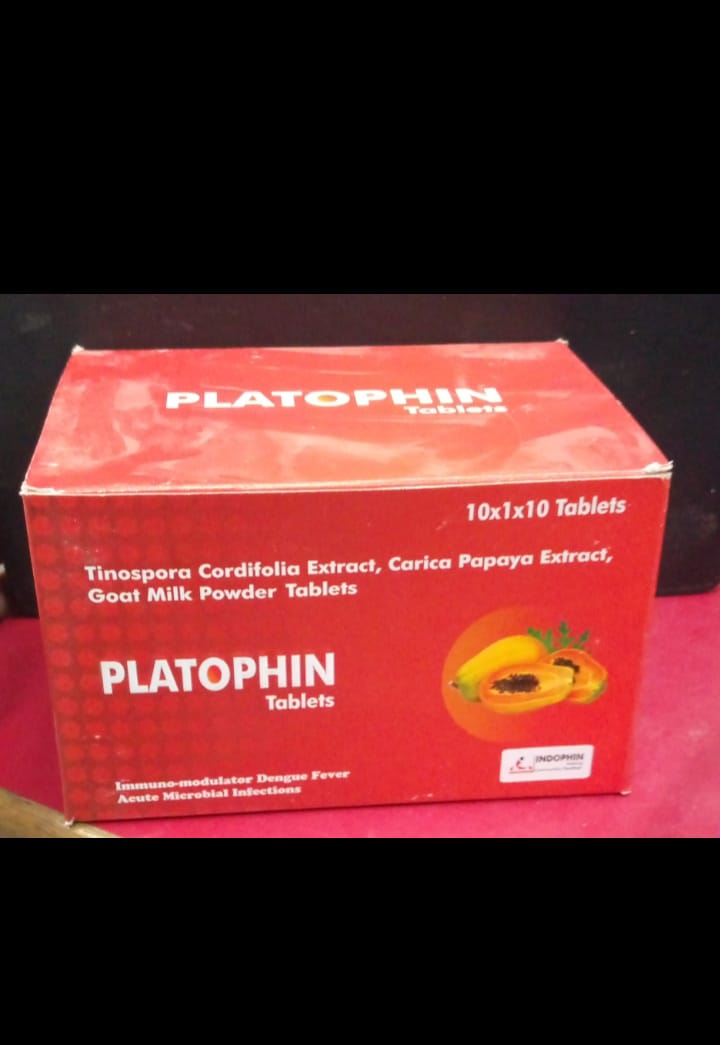 PLATOPHIN
Tablets
10x1x10 Tablets
Tinospora Cordifolia Extract, Carica Papaya Extract,
Goat Milk Powder Tablets
PLATOPHIN
Tablets
INDOPHIN
Immuno-modulator Dengue Fever
Acute Microbial Infections